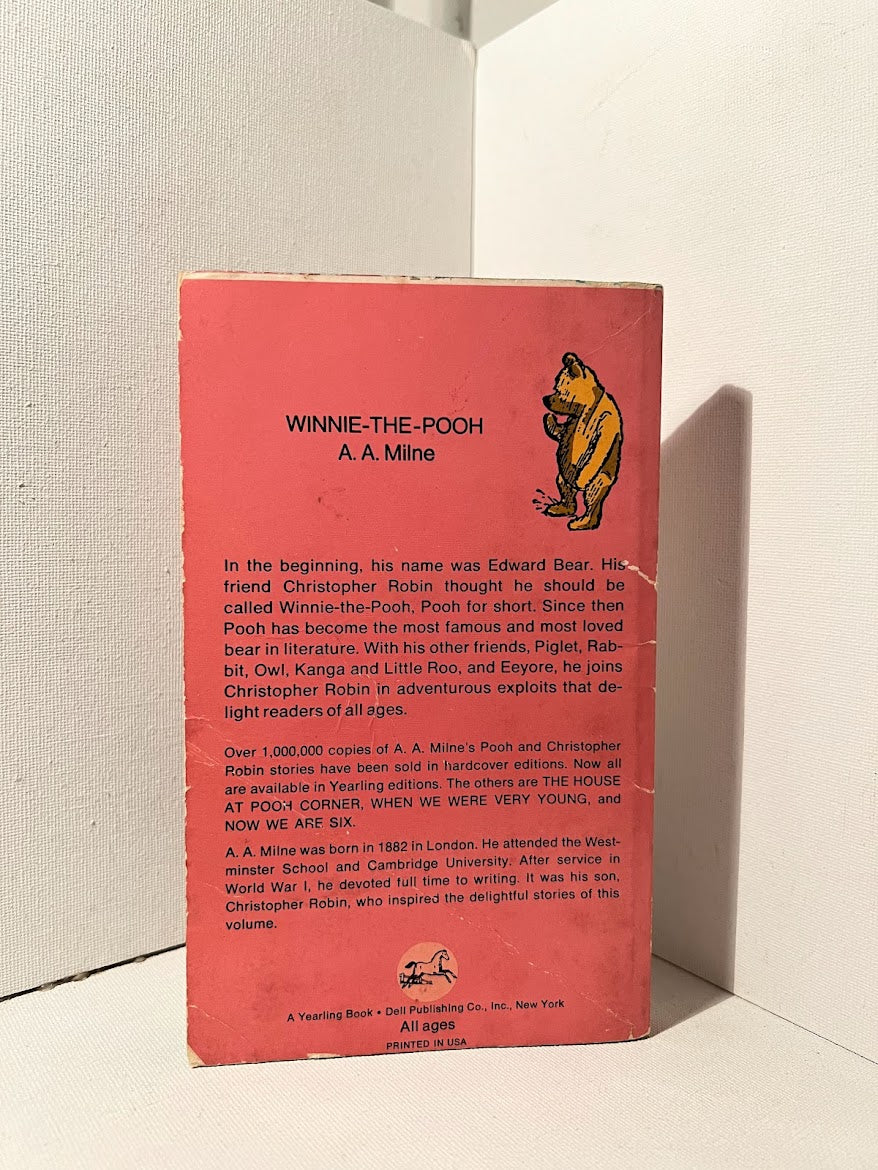 WINNIE-THE-POOH
A. A. Milne
In the beginning, his name was Edward Bear. His
friend Christopher Robin thought he should be
called Winnie-the-Pooh, Pooh for short. Since then
Pooh has become the most famous and most loved
bear in literature. With his other friends, Piglet, Rab-
bit, Owl, Kanga and Little Roo, and Eeyore, he joins
Christopher Robin in adventurous exploits that de-
light readers of all ages.
Over 1,000,000 copies of A. A. Milne's Pooh and Christopher
Robin stories have been sold in hardcover editions. Now all
are available in Yearling editions. The others are THE HOUSE
AT POOH CORNER, WHEN WE WERE VERY YOUNG, and
NOW WE ARE SIX.
A. A. Milne was born in 1882 in London. He attended the West-
minster School and Cambridge University. After service in
World War I, he devoted full time to writing. It was his son,
Christopher Robin, who inspired the delightful stories of this
volume.
A Yearling Book • Dell Publishing Co., Inc., New York
All ages
PRINTED IN USA